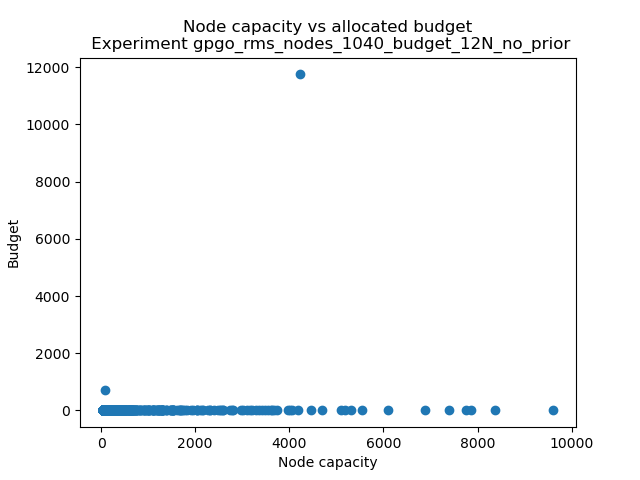 Node capacity vs allocated budget
Experiment gpgo_rms_nodes_1040_budget_12N_no_prior
12000
10000
8000
6000
4000
2000
0
Budget
0 2000 4000 6000 8000 10000
Node capacity